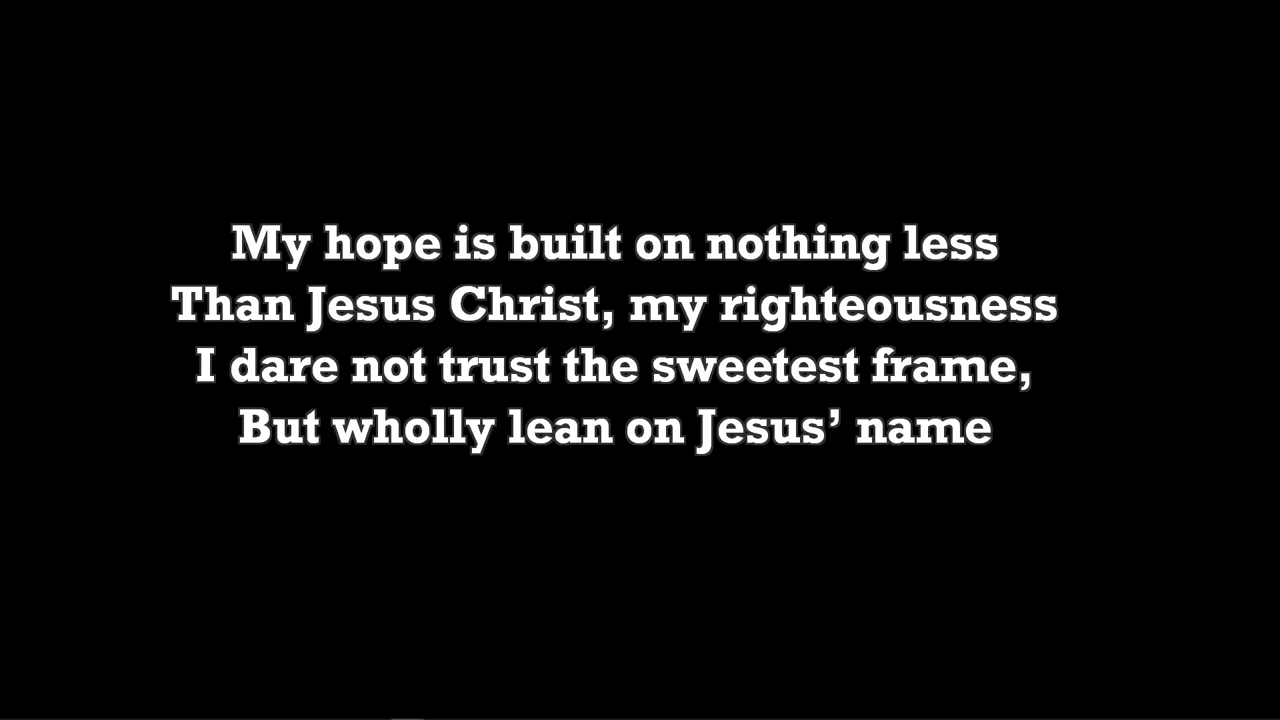 My hope is built on nothing less
Than Jesus Christ, my righteousness
I dare not trust the sweetest frame,
But wholly lean on Jesus’ name